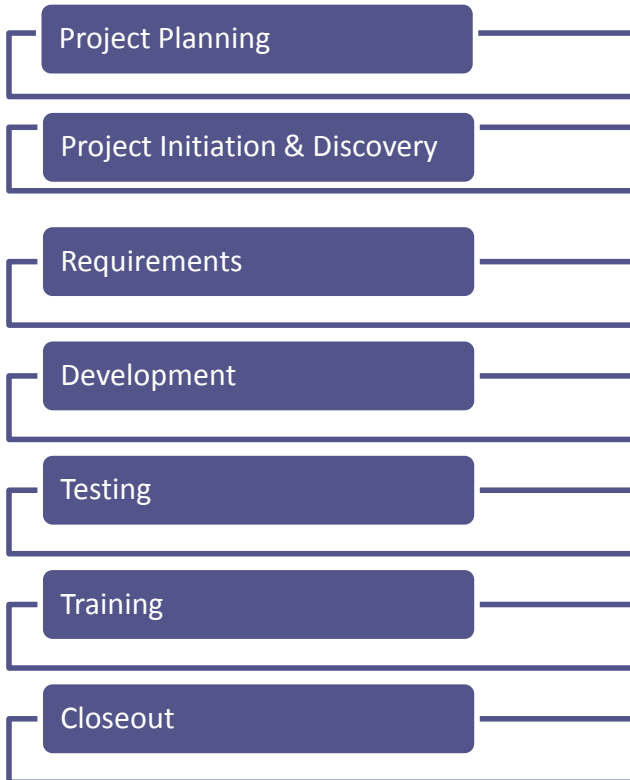 Project Planning
Project Initiation & Discovery
Requirements
Development
Testing
Training
Closeout